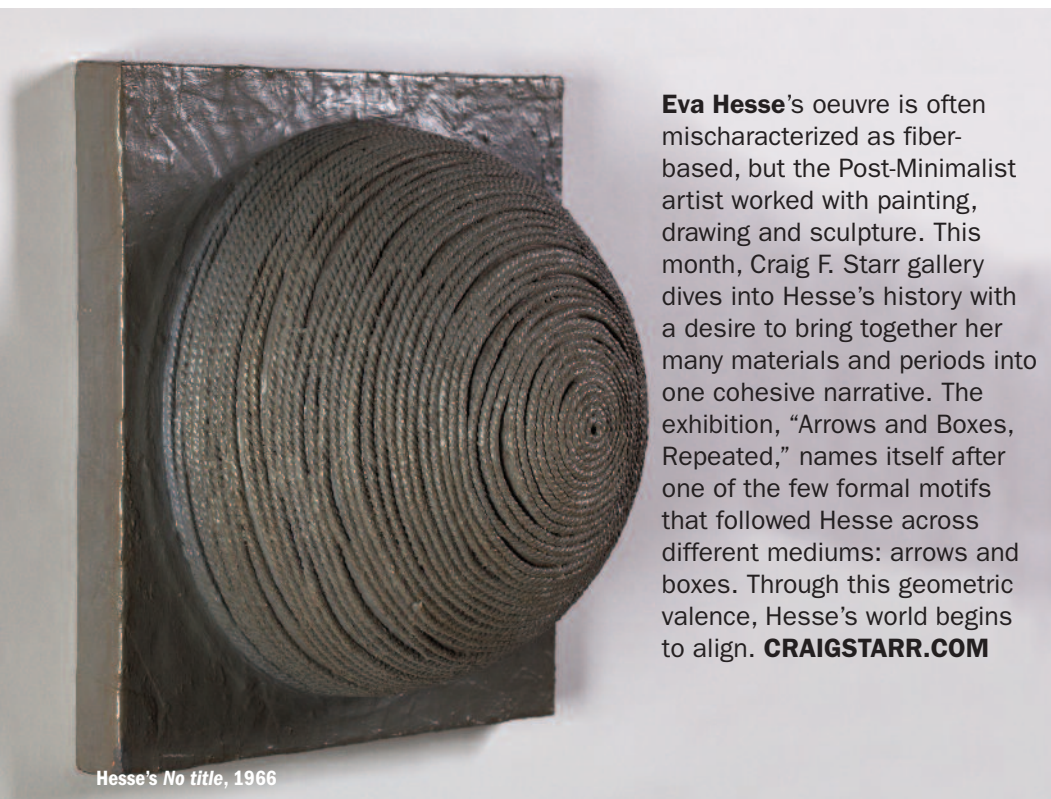 Eva Hesse’s oeuvre is often
mischaracterized as fiber-
based, but the Post-Minimalist
artist worked with painting,
drawing and sculpture. This
month, Craig F. Starr gallery
dives into Hesse’s history with
a desire to bring together her
many materials and periods into
one cohesive narrative. The
exhibition, “Arrows and Boxes,
Repeated,” names itself after
one of the few formal motifs
that followed Hesse across
different mediums: arrows and
boxes. Through this geometric
valence, Hesse’s world begins
to align. CRAIGSTARR.COM
Hesse’s No title, 1966